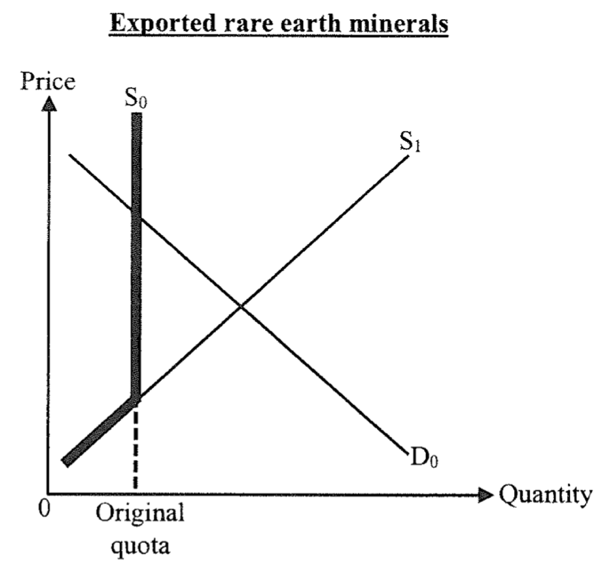 Exported rare earth minerals
Price
S₀
S₁
D₀
0
Quantity
Original
quota